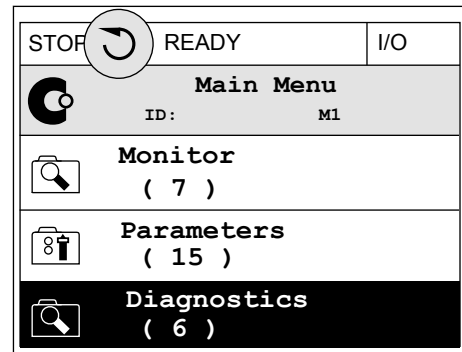 STOP READY I/O
Main Menu
ID: M1
Monitor
( 7 )
Parameters
( 15 )
Diagnostics
( 6 )